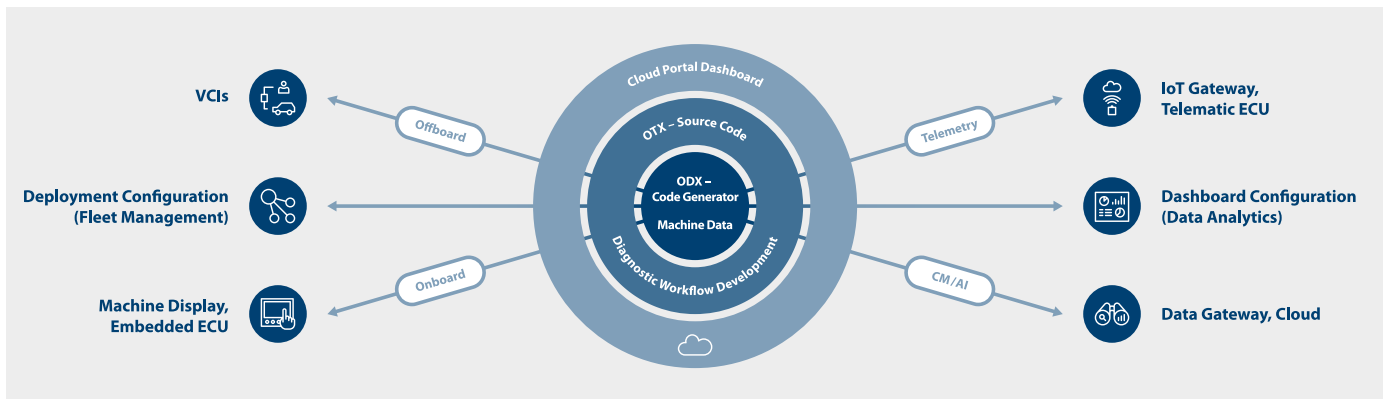 VCIs
Offboard
Deployment Configuration
(Fleet Management)
Machine Display,
Embedded ECU
Onboard
Cloud Portal Dashboard
OTX – Source Code
ODX –
Code Generator
Machine Data
Diagnostic Workflow Development
Telemetry
IoT Gateway,
Telematic ECU
Dashboard Configuration
(Data Analytics)
CM/AI
Data Gateway, Cloud